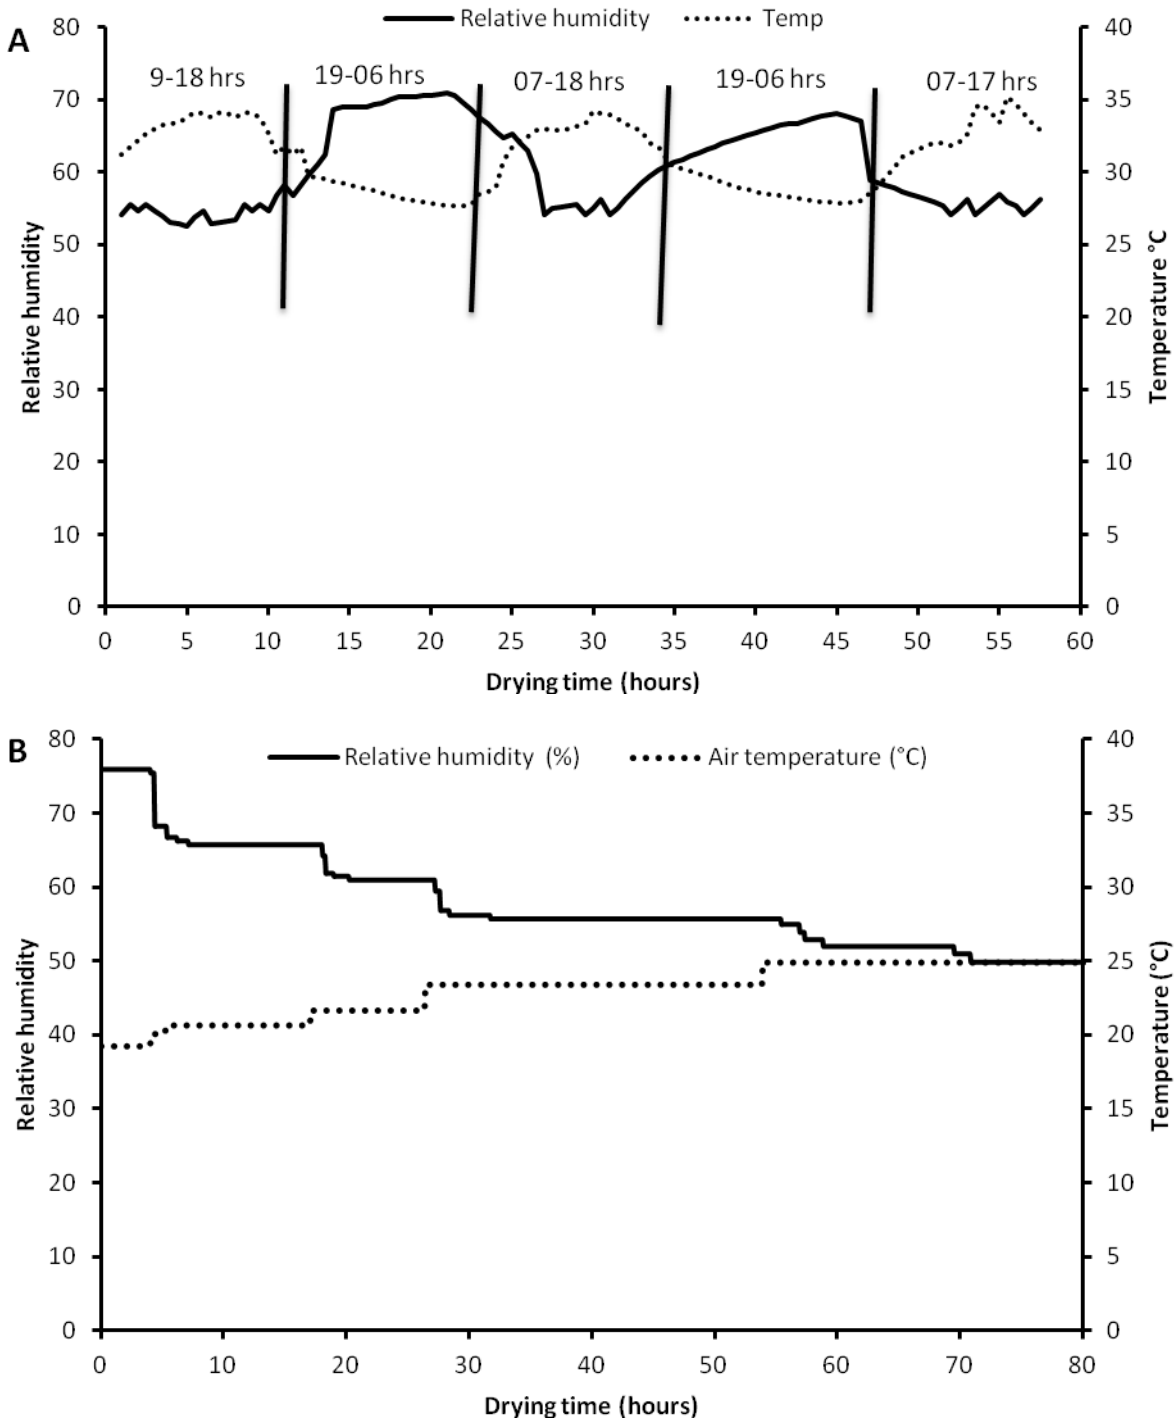 A
Relative humidity
Temp
80
70
60
50
40
30
20
10
0
Relative humidity
9-18 hrs
19-06 hrs
07-18 hrs
19-06 hrs
07-17 hrs
40
35
30
25
20
15
10
5
0
Temperature °C
0 5 10 15 20 25 30 35 40 45 50 55 60
Drying time (hours)
B
Relative humidity (%)
Air temperature (°C)
80
70
60
50
40
30
20
10
0
Relative humidity
40
35
30
25
20
15
10
5
0
Temperature (°C)
0 10 20 30 40 50 60 70 80
Drying time (hours)